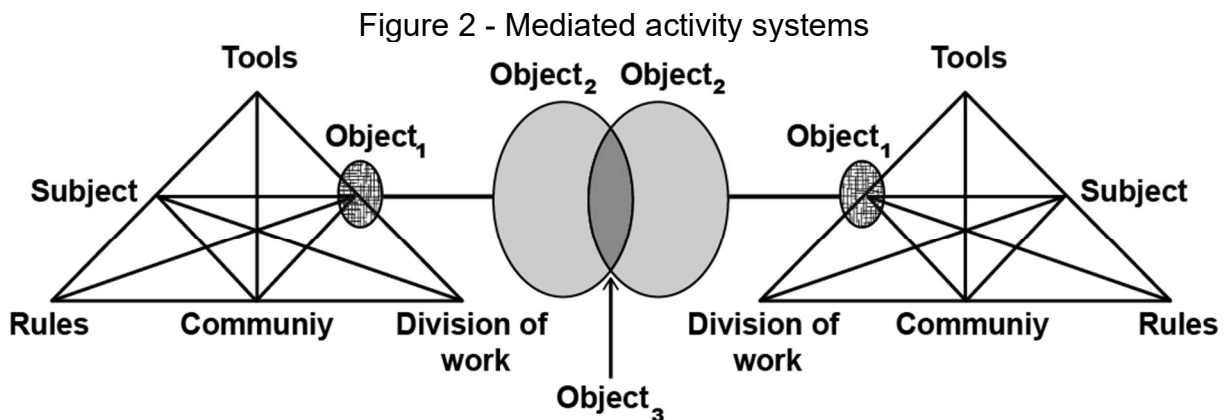 Figure 2 - Mediated activity systems
Tools
Object₂
Object₂
Tools
Object₁
Object₁
Subject
Subject
Rules
Communiy
Division of
work
Division of
work
Communiy
Rules
Object₃